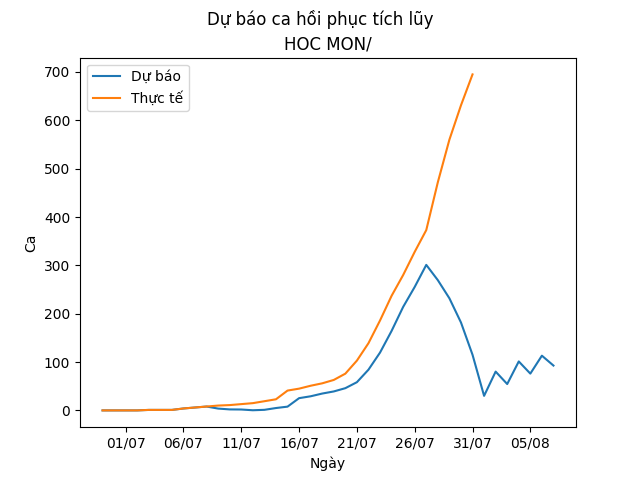 Dự báo ca hồi phục tích lũy
HOC MON/
Dự báo
Thực tế
700
600
500
400
300
200
100
0
Ca
01/07 06/07 11/07 16/07 21/07 26/07 31/07 05/08
Ngày